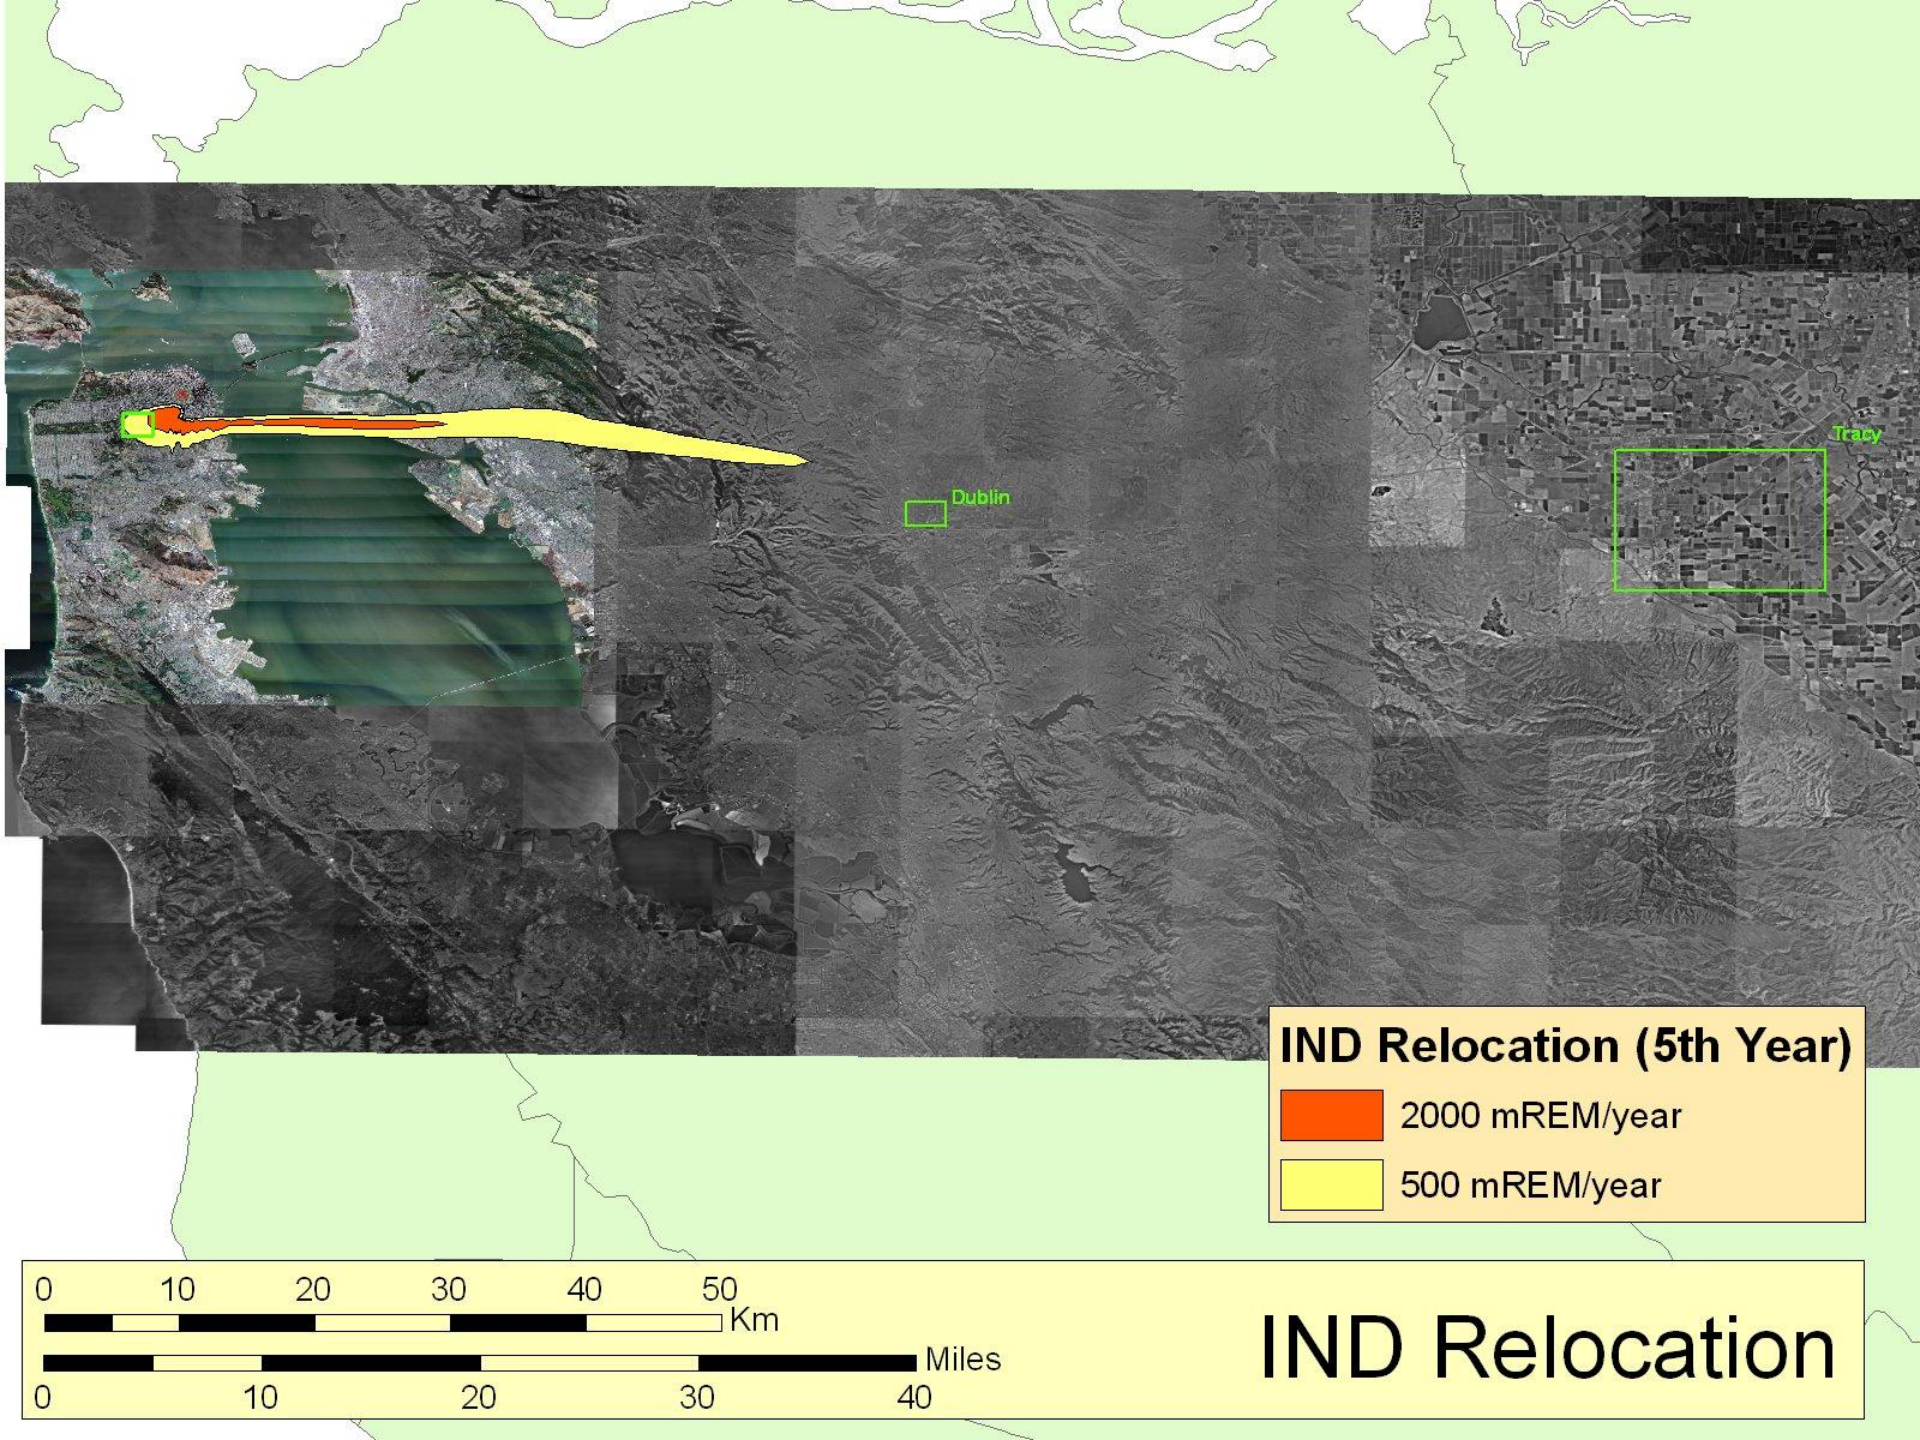 Tracy
Dublin
IND Relocation (5th Year)
2000 mREM/year
500 mREM/year
0 10 20 30 40 50
Km
Miles
0 10 20 30 40
IND Relocation